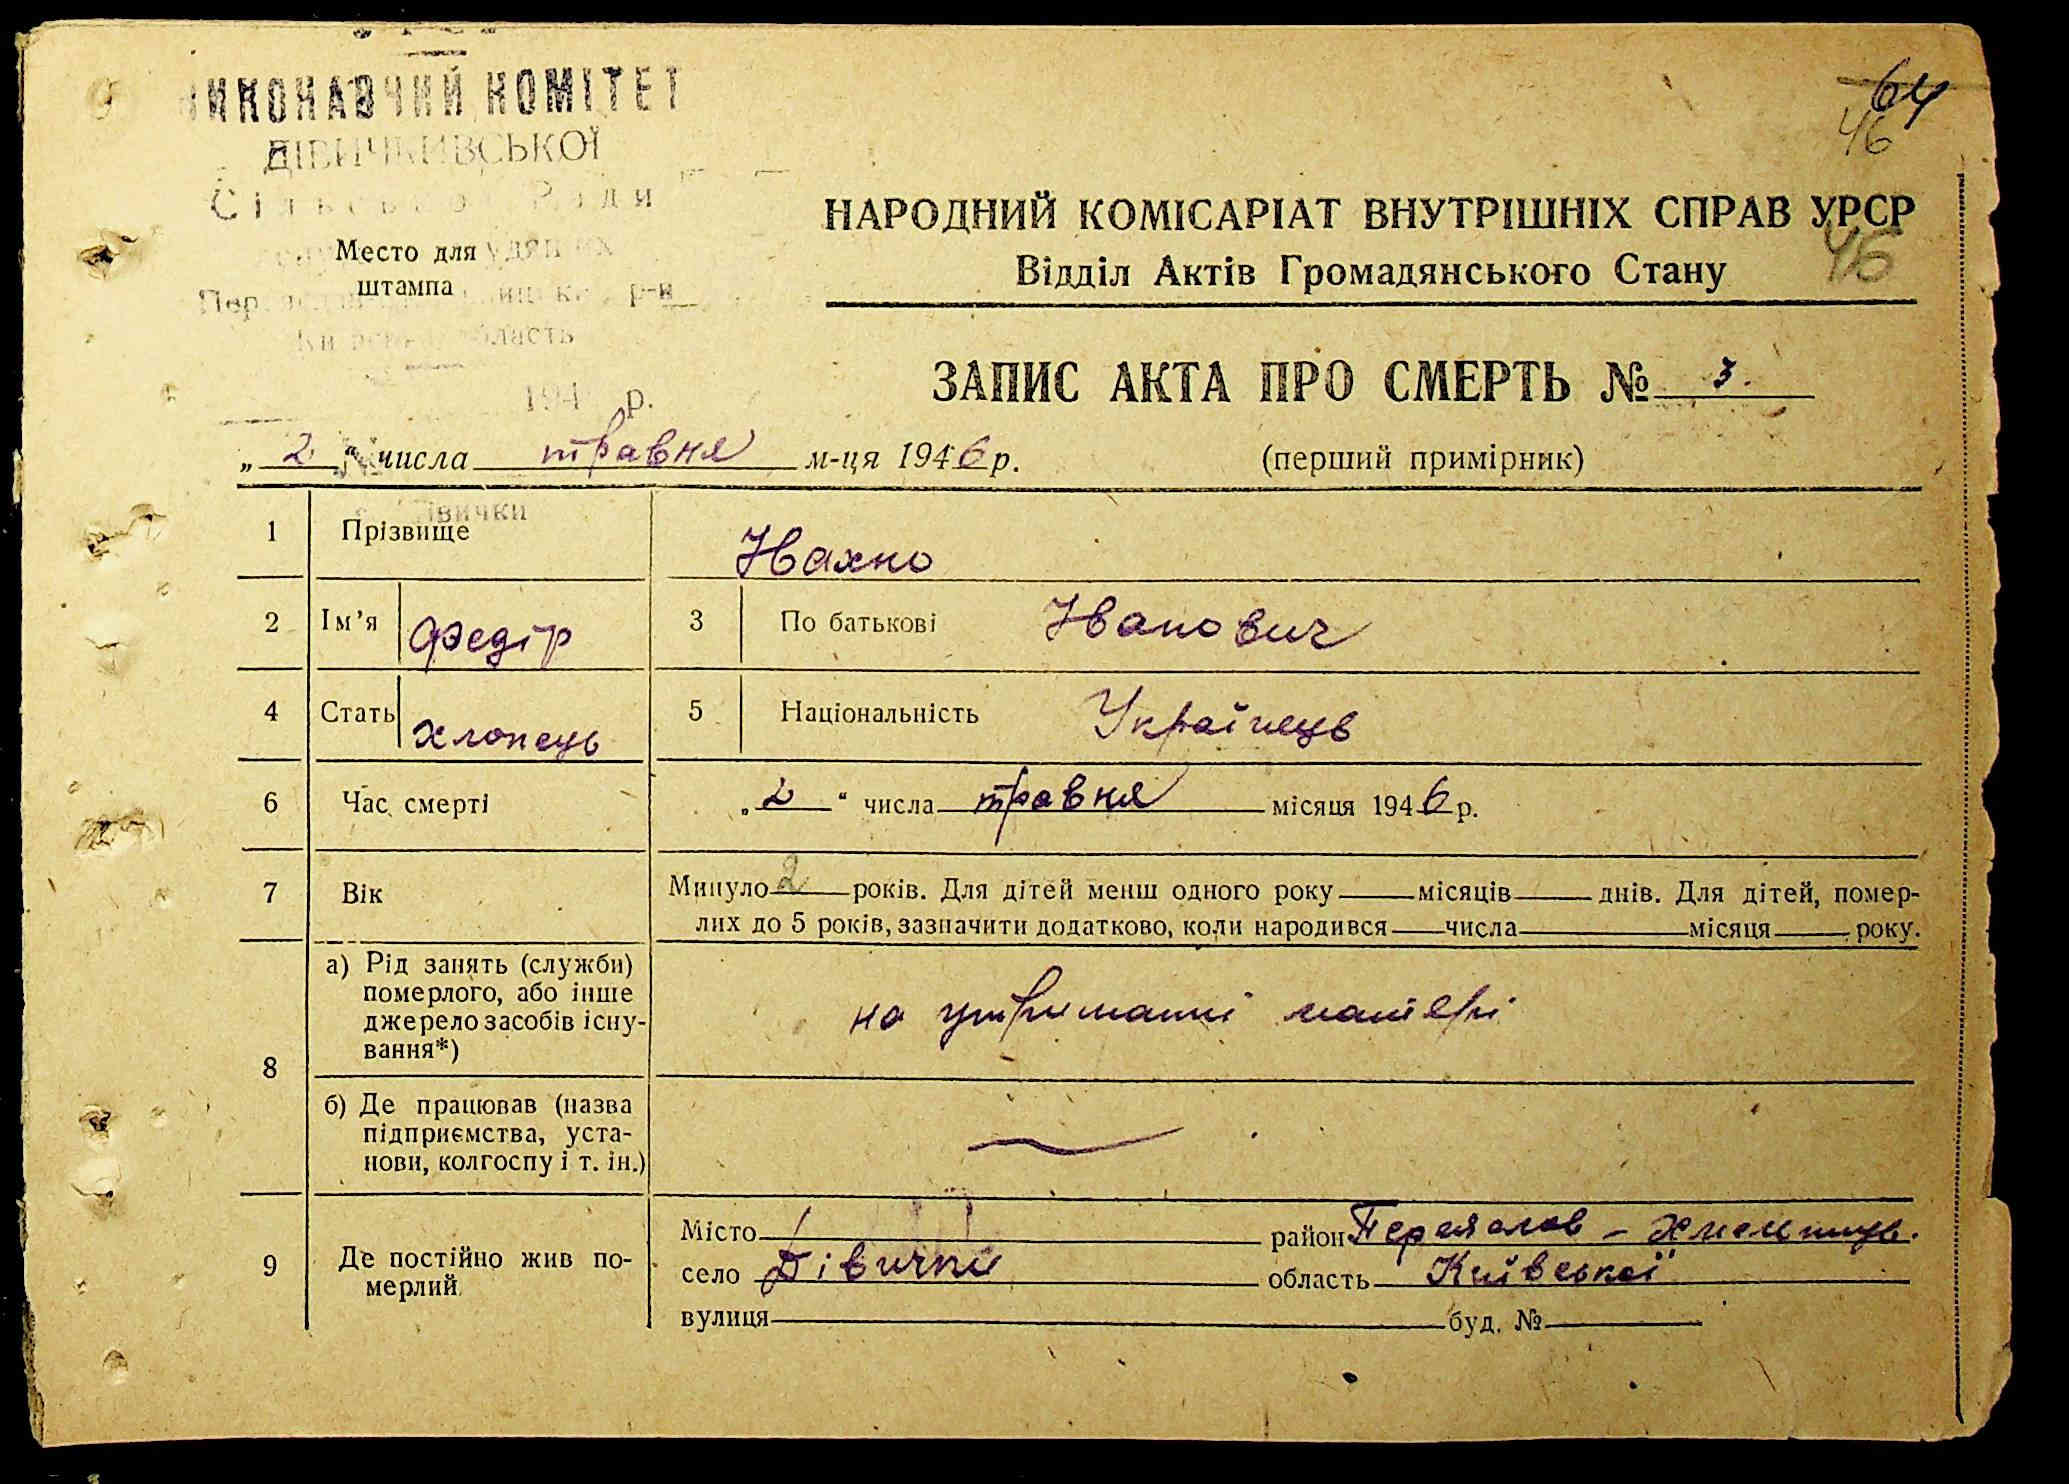 ВИКОНАВЧИЙ КОМІТЕТ
ДІВИЧКИВСЬКОЇ
Сільської Ради
Место для
штампа
р-н
область
194 р.
64
46
НАРОДНИЙ КОМІСАРІАТ ВНУТРІШНІХ СПРАВ УРСР
46
Відділ Актів Громадянського Стану
ЗАПИС АКТА ПРО СМЕРТЬ № 3.
„ 2 “ числа травня м-ця 1946 р.
(перший примірник)
1 Прізвище Нахно
2 Ім’я Федір 3 По батькові Іванович
4 Стать хлопець 5 Національність Українець
6 Час смерті „ 2 “ числа травня місяця 1946 р.
7 Вік Минуло 2 років. Для дітей менш одного року місяців днів. Для дітей, помер-
лих до 5 років, зазначити додатково, коли народився числа місяця року.
8 а) Рід занять (служби)
померлого, або інше
джерело засобів існу-
вання*)
на утриманні матері
б) Де працював (назва
підприємства, уста-
нови, колгоспу і т. ін.)
9 Де постійно жив по-
мерлий
Місто район Переяслав - Хмельниць.
село Дівички область Київської
вулиця буд. №